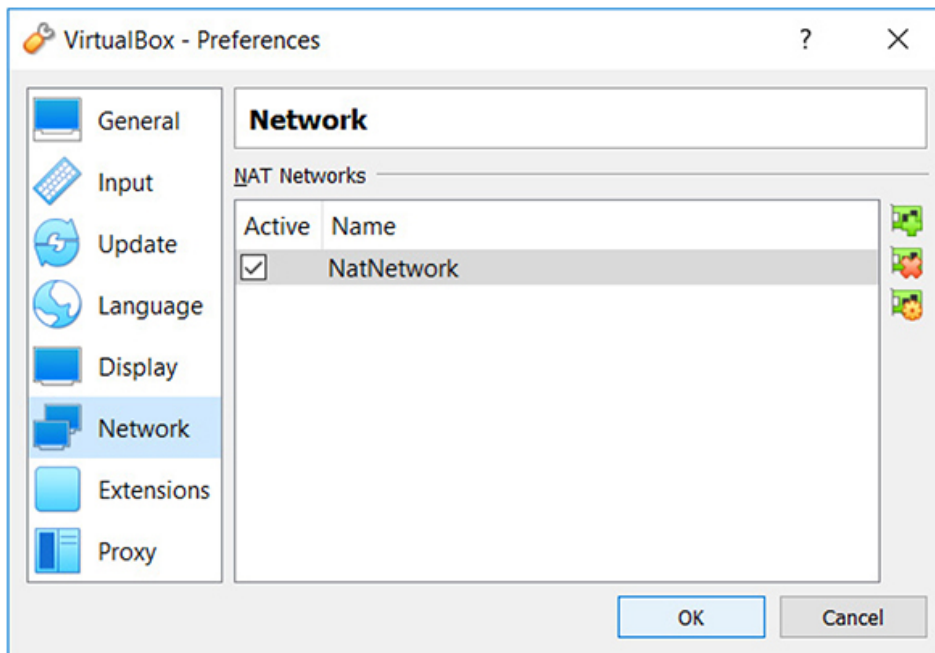 VirtualBox - Preferences
?
General
Input
Update
Language
Display
Network
Extensions
Proxy
Network
NAT Networks
Active Name
NatNetwork
OK Cancel